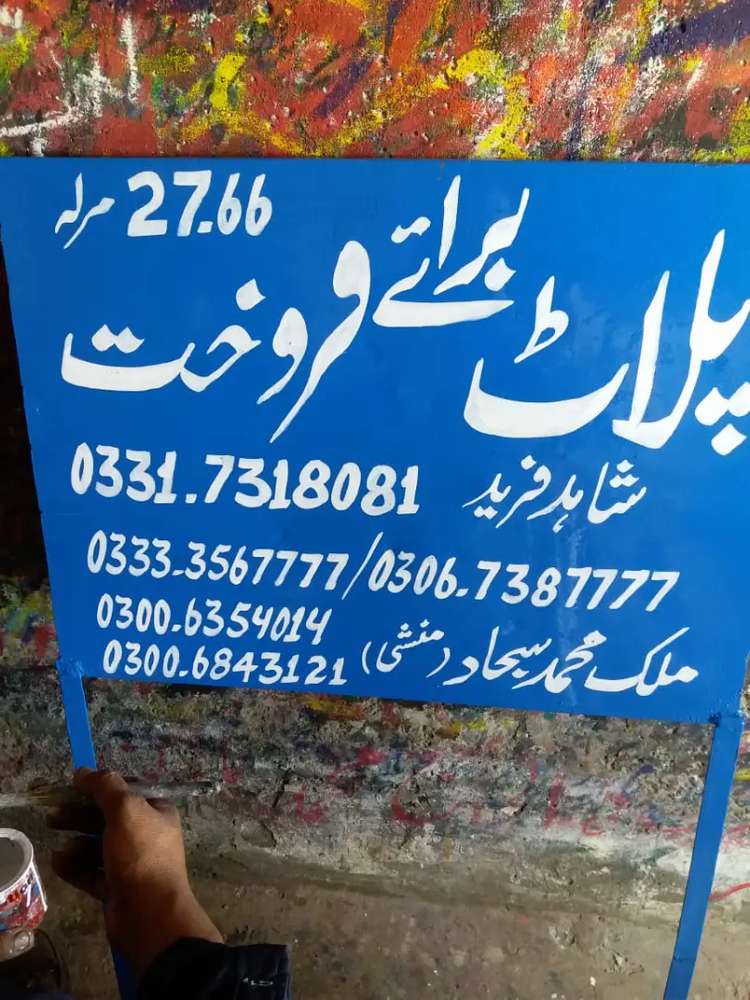 27.66 مرلہ
پلاٹ برائے فروخت
شاہد فرید 0331.7318081
0333.3567777/0306.7387777
0300.6354014
ملک محمد سجاد (منشی) 0300.6843121